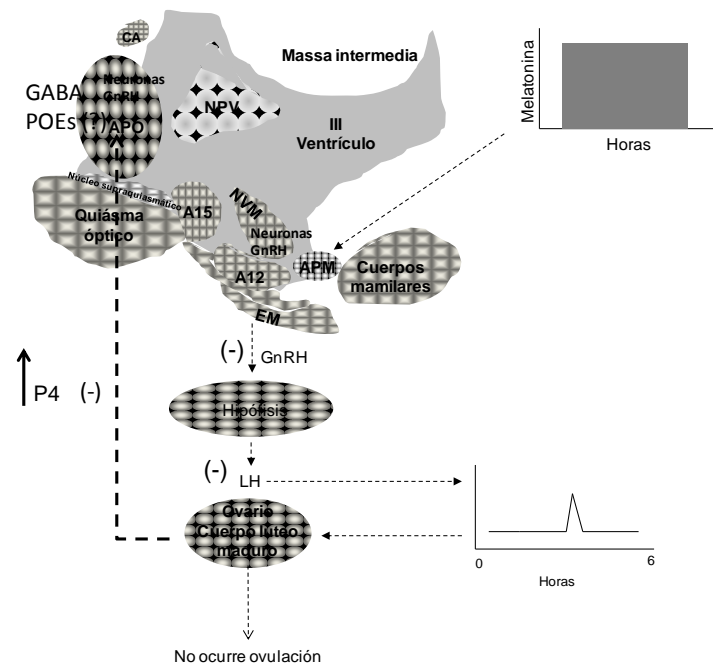 CA
Massa intermedia
Neuronas
GnRH
GABA
POEs (?)
APO
NPV
III
Ventrículo
Melatonina
Horas
Núcleo supraquiasmático
Quiásma
óptico
A15
NVM
Neuronas
GnRH
A12
APM
Cuerpos
mamilares
EM
(-)
GnRH
P4
(-)
Hipófisis
(-)
LH
Ovario
Cuerpo lúteo
maduro
0
6
Horas
No ocurre ovulación